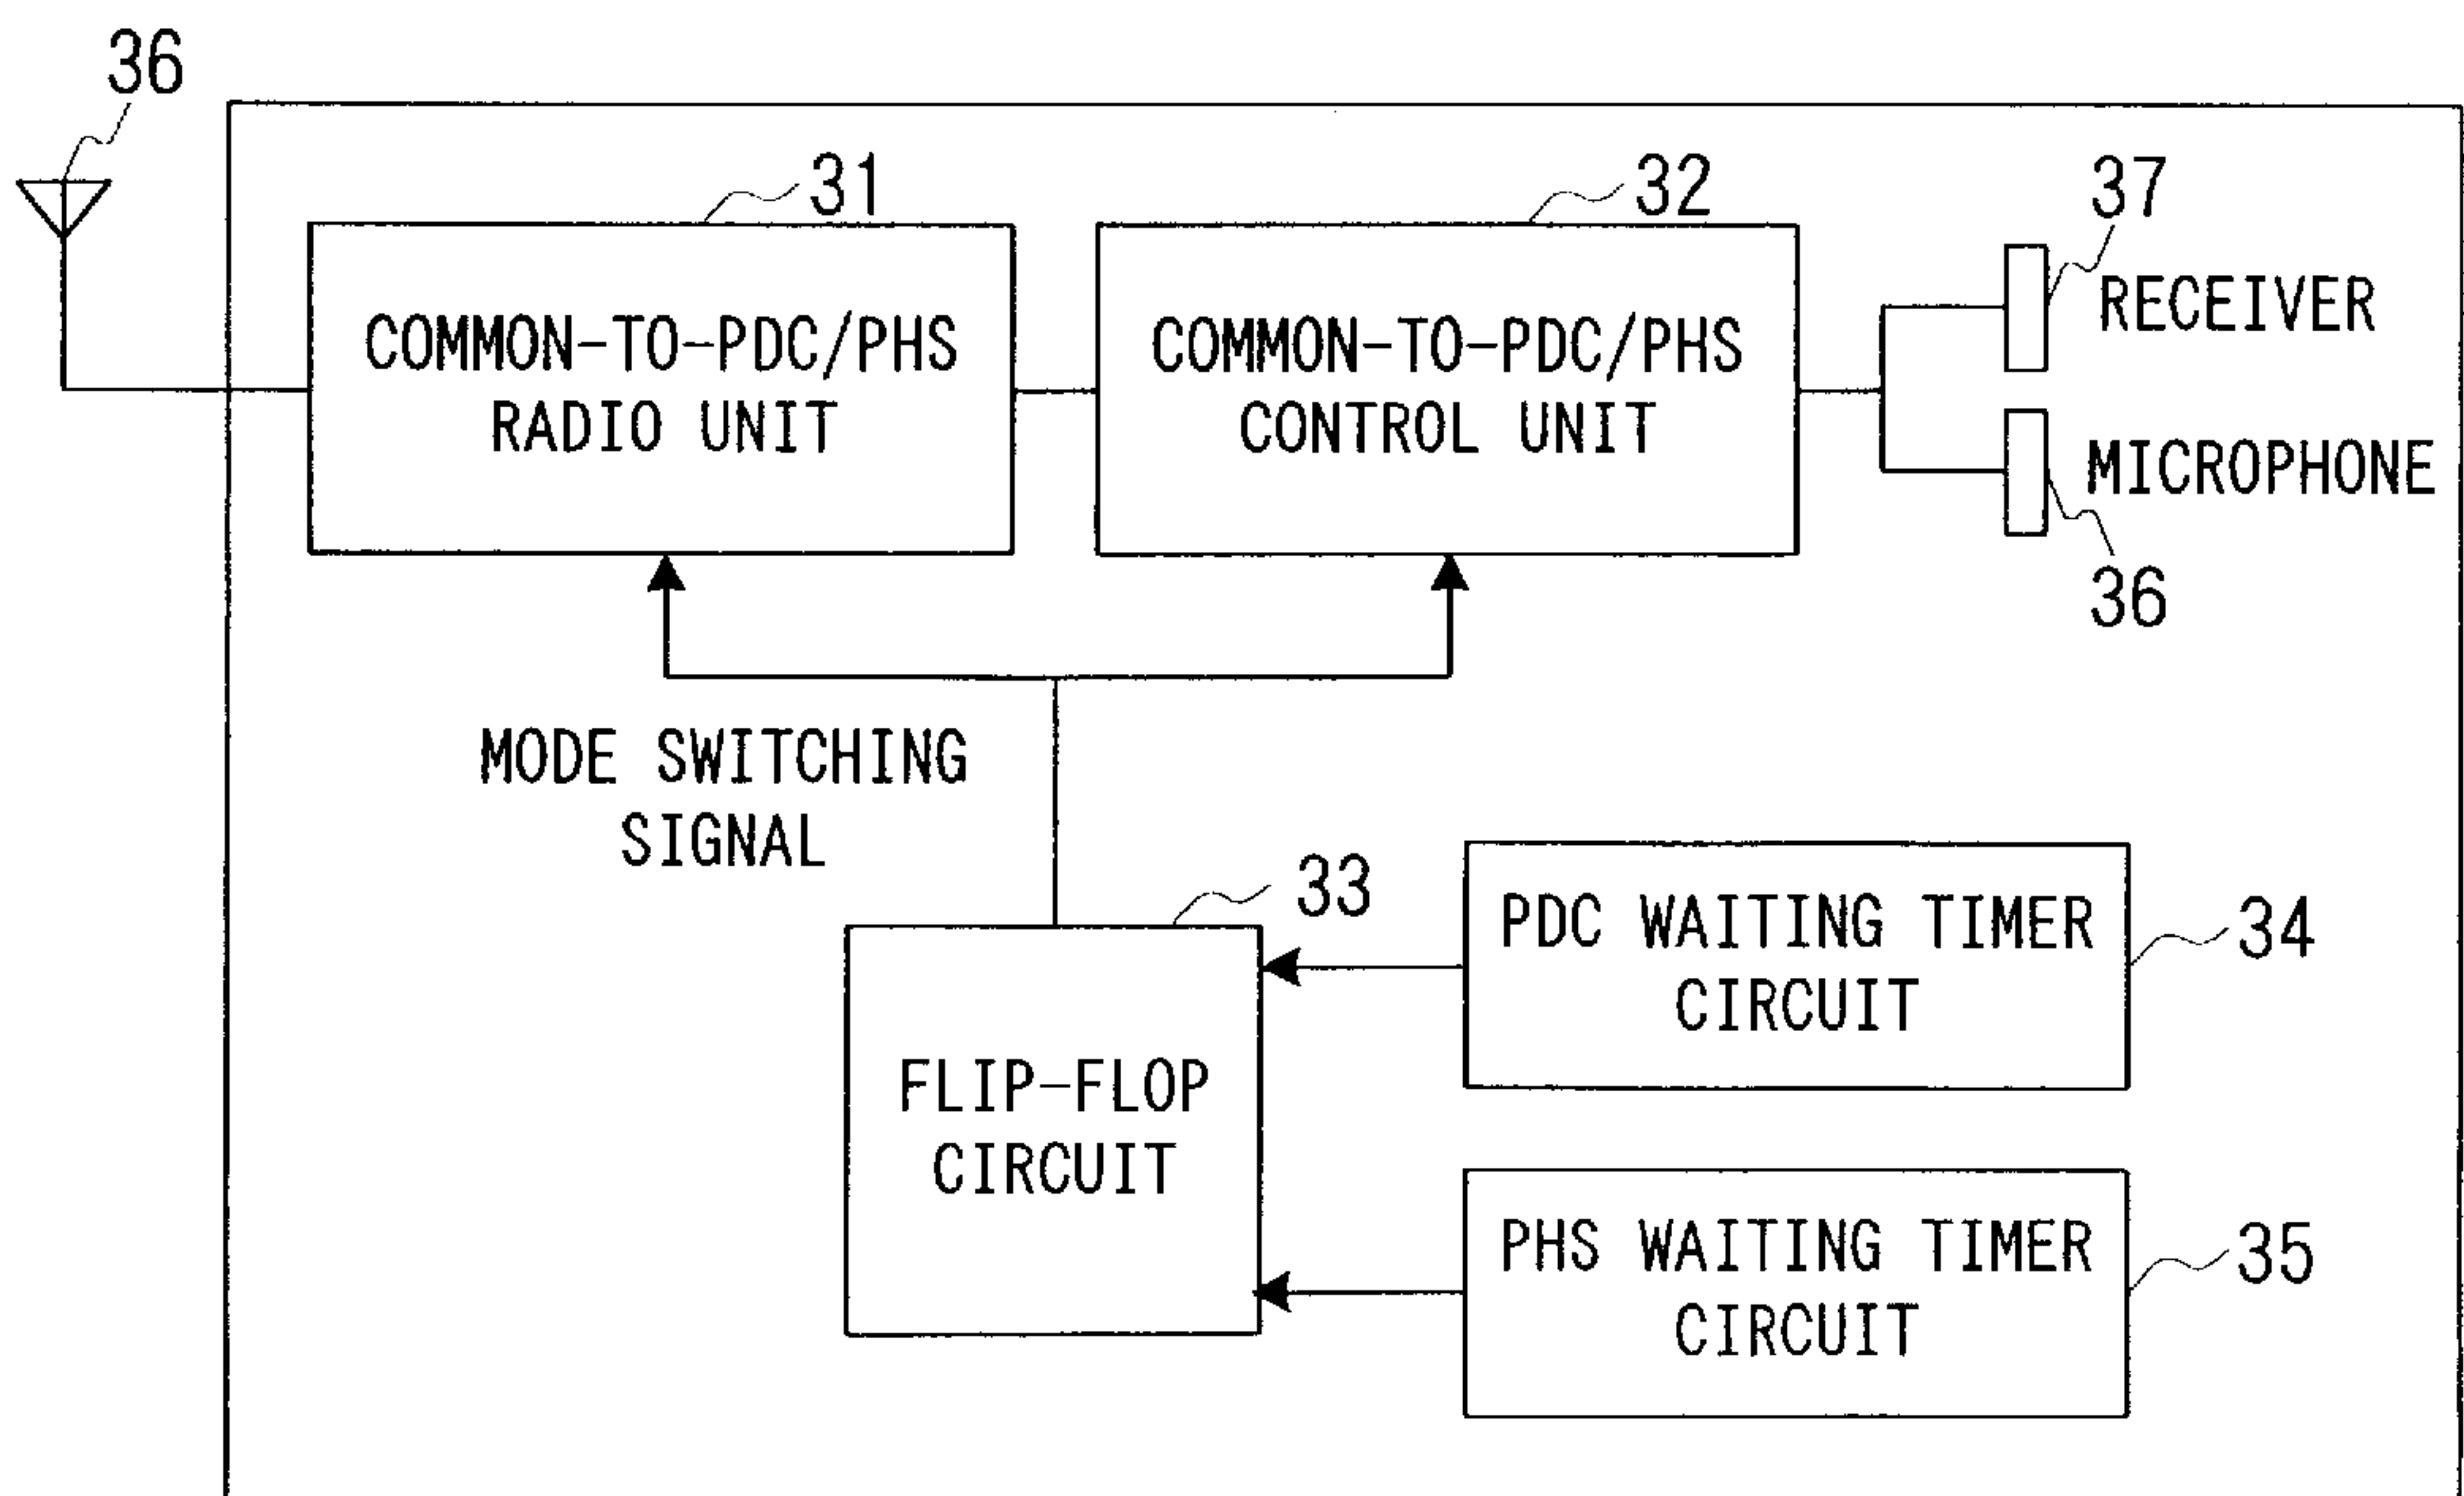 36
31
32
37
COMMON-TO-PDC/PHS
RADIO UNIT
COMMON-TO-PDC/PHS
CONTROL UNIT
RECEIVER
MICROPHONE
36
MODE SWITCHING
SIGNAL
33
FLIP-FLOP
CIRCUIT
PDC WAITING TIMER
CIRCUIT
34
PHS WAITING TIMER
CIRCUIT
35